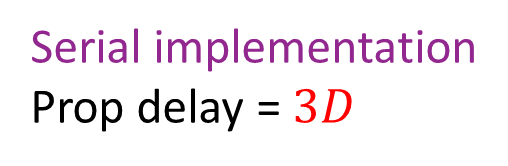 Serial implementation
Prop delay = 3D